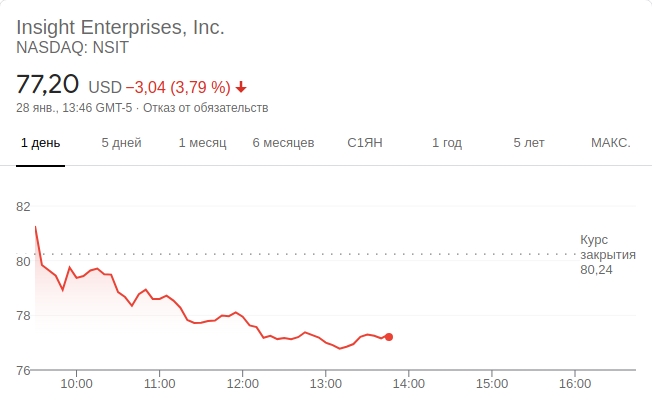 Insight Enterprises, Inc.
NASDAQ: NSIT
77,20 USD −3,04 (3,79 %)
28 янв., 13:46 GMT-5 · Отказ от обязательств
1 день 5 дней 1 месяц 6 месяцев С1ЯН 1 год 5 лет МАКС.
82
Курс
закрытия
80,24
80
78
76
10:00 11:00 12:00 13:00 14:00 15:00 16:00